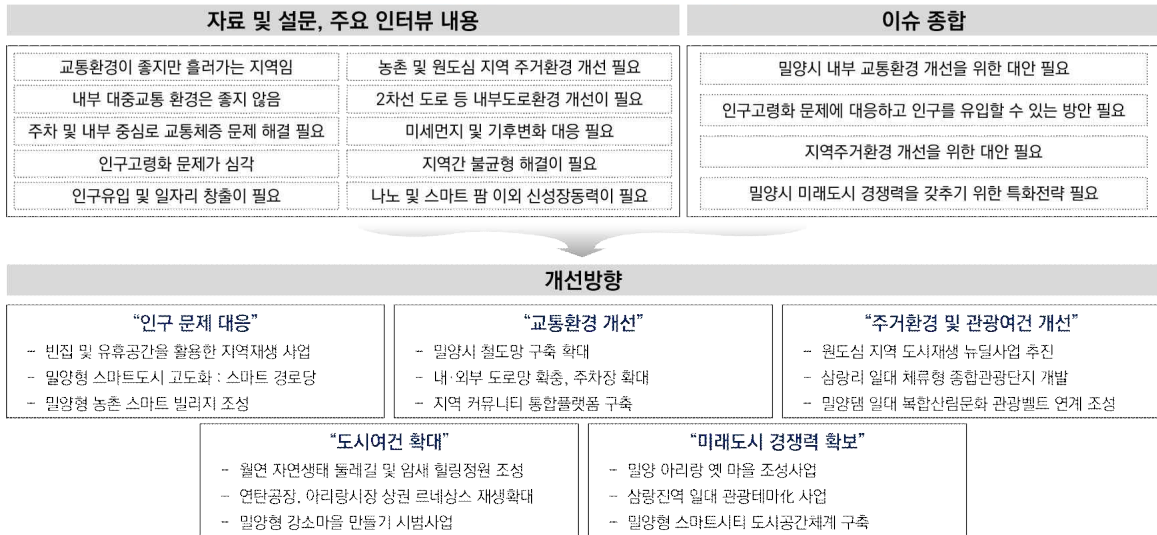 자료 및 설문, 주요 인터뷰 내용
교통환경이 좋지만 흘러가는 지역임
내부 대중교통 환경은 좋지 않음
주차 및 내부 중심로 교통체증 문제 해결 필요
인구고령화 문제가 심각
인구유입 및 일자리 창출이 필요
농촌 및 원도심 지역 주거환경 개선 필요
2차선 도로 등 내부도로환경 개선이 필요
미세먼지 및 기후변화 대응 필요
지역간 불균형 해결이 필요
나노 및 스마트 팜 이외 신성장동력이 필요
이슈 종합
밀양시 내부 교통환경 개선을 위한 대안 필요
인구고령화 문제에 대응하고 인구를 유입할 수 있는 방안 필요
지역주거환경 개선을 위한 대안 필요
밀양시 미래도시 경쟁력을 갖추기 위한 특화전략 필요
개선방향
“인구 문제 대응”
- 빈집 및 유휴공간을 활용한 지역재생 사업
- 밀양형 스마트도시 고도화 : 스마트 경로당
- 밀양형 농촌 스마트 빌리지 조성
“교통환경 개선”
- 밀양시 철도망 구축 확대
- 내·외부 도로망 확충, 주차장 확대
- 지역 커뮤니티 통합플랫폼 구축
“주거환경 및 관광여건 개선”
- 원도심 지역 도시재생 뉴딜사업 추진
- 삼랑리 일대 체류형 종합관광단지 개발
- 밀양댐 일대 복합산림문화 관광벨트 연계 조성
“도시여건 확대”
- 월연 자연생태 둘레길 및 암새 힐링정원 조성
- 연탄공장, 아리랑시장 상권 르네상스 재생확대
- 밀양형 강소마을 만들기 시범사업
“미래도시 경쟁력 확보”
- 밀양 아리랑 옛 마을 조성사업
- 삼랑진역 일대 관광테마化 사업
- 밀양형 스마트시티 도시공간체계 구축